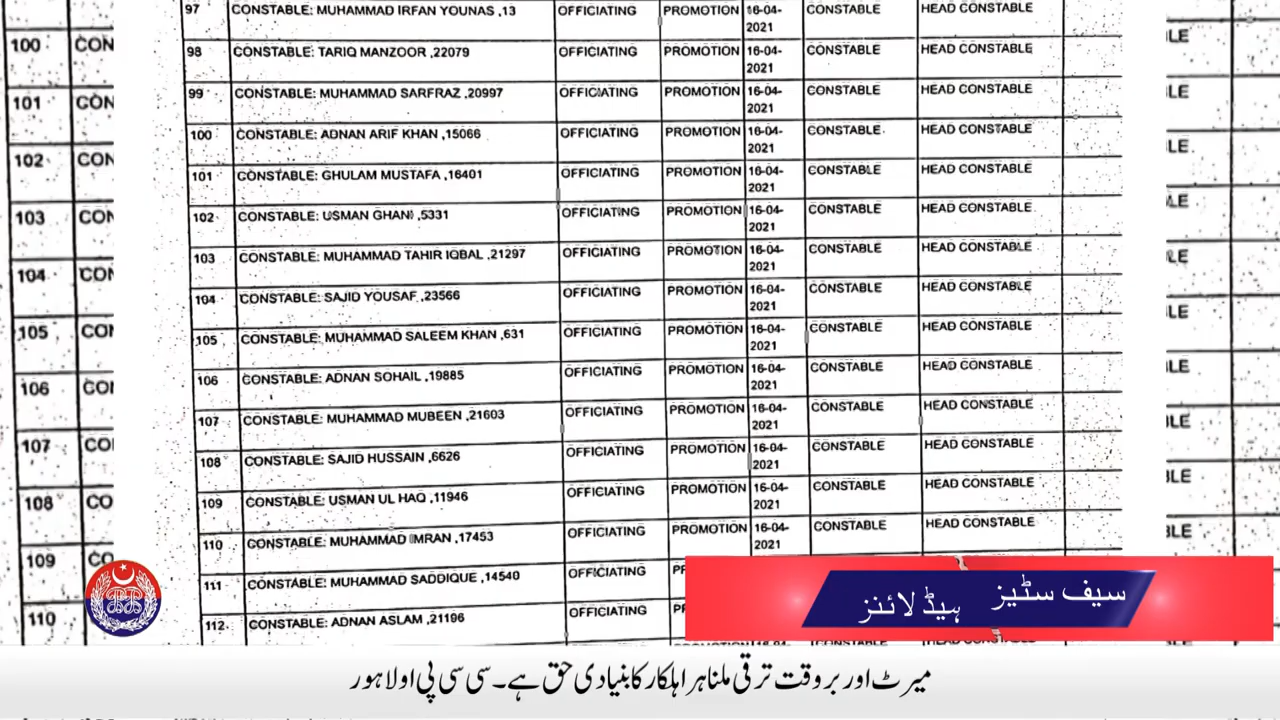 97 CONSTABLE: MUHAMMAD IRFAN YOUNAS ,13 OFFICIATING PROMOTION 16-04-2021 CONSTABLE HEAD CONSTABLE
98 CONSTABLE: TARIQ MANZOOR ,22079 OFFICIATING PROMOTION 16-04-2021 CONSTABLE HEAD CONSTABLE
99 CONSTABLE: MUHAMMAD SARFRAZ ,20997 OFFICIATING PROMOTION 16-04-2021 CONSTABLE HEAD CONSTABLE
100 CONSTABLE: ADNAN ARIF KHAN ,15066 OFFICIATING PROMOTION 16-04-2021 CONSTABLE HEAD CONSTABLE
101 CONSTABLE: GHULAM MUSTAFA ,16401 OFFICIATING PROMOTION 16-04-2021 CONSTABLE HEAD CONSTABLE
102 CONSTABLE: USMAN GHANI ,5331 OFFICIATING PROMOTION 16-04-2021 CONSTABLE HEAD CONSTABLE
103 CONSTABLE: MUHAMMAD TAHIR IQBAL ,21297 OFFICIATING PROMOTION 16-04-2021 CONSTABLE HEAD CONSTABLE
104 CONSTABLE: SAJID YOUSAF ,23566 OFFICIATING PROMOTION 16-04-2021 CONSTABLE HEAD CONSTABLE
105 CONSTABLE: MUHAMMAD SALEEM KHAN ,631 OFFICIATING PROMOTION 16-04-2021 CONSTABLE HEAD CONSTABLE
106 CONSTABLE: ADNAN SOHAIL ,19885 OFFICIATING PROMOTION 16-04-2021 CONSTABLE HEAD CONSTABLE
107 CONSTABLE: MUHAMMAD MUBEEN ,21603 OFFICIATING PROMOTION 16-04-2021 CONSTABLE HEAD CONSTABLE
108 CONSTABLE: SAJID HUSSAIN ,6626 OFFICIATING PROMOTION 16-04-2021 CONSTABLE HEAD CONSTABLE
109 CONSTABLE: USMAN UL HAQ ,11946 OFFICIATING PROMOTION 16-04-2021 CONSTABLE HEAD CONSTABLE
110 CONSTABLE: MUHAMMAD IMRAN ,17453 OFFICIATING PROMOTION 16-04-2021 CONSTABLE HEAD CONSTABLE
111 CONSTABLE: MUHAMMAD SADDIQUE ,14540 OFFICIATING
112 CONSTABLE: ADNAN ASLAM ,21196 OFFICIATING
سیف سٹیز ہیڈلائنز
میرٹ اور بروقت ترقی ملنا ہر اہلکار کا بنیادی حق ہے۔ سی سی پی او لاہور